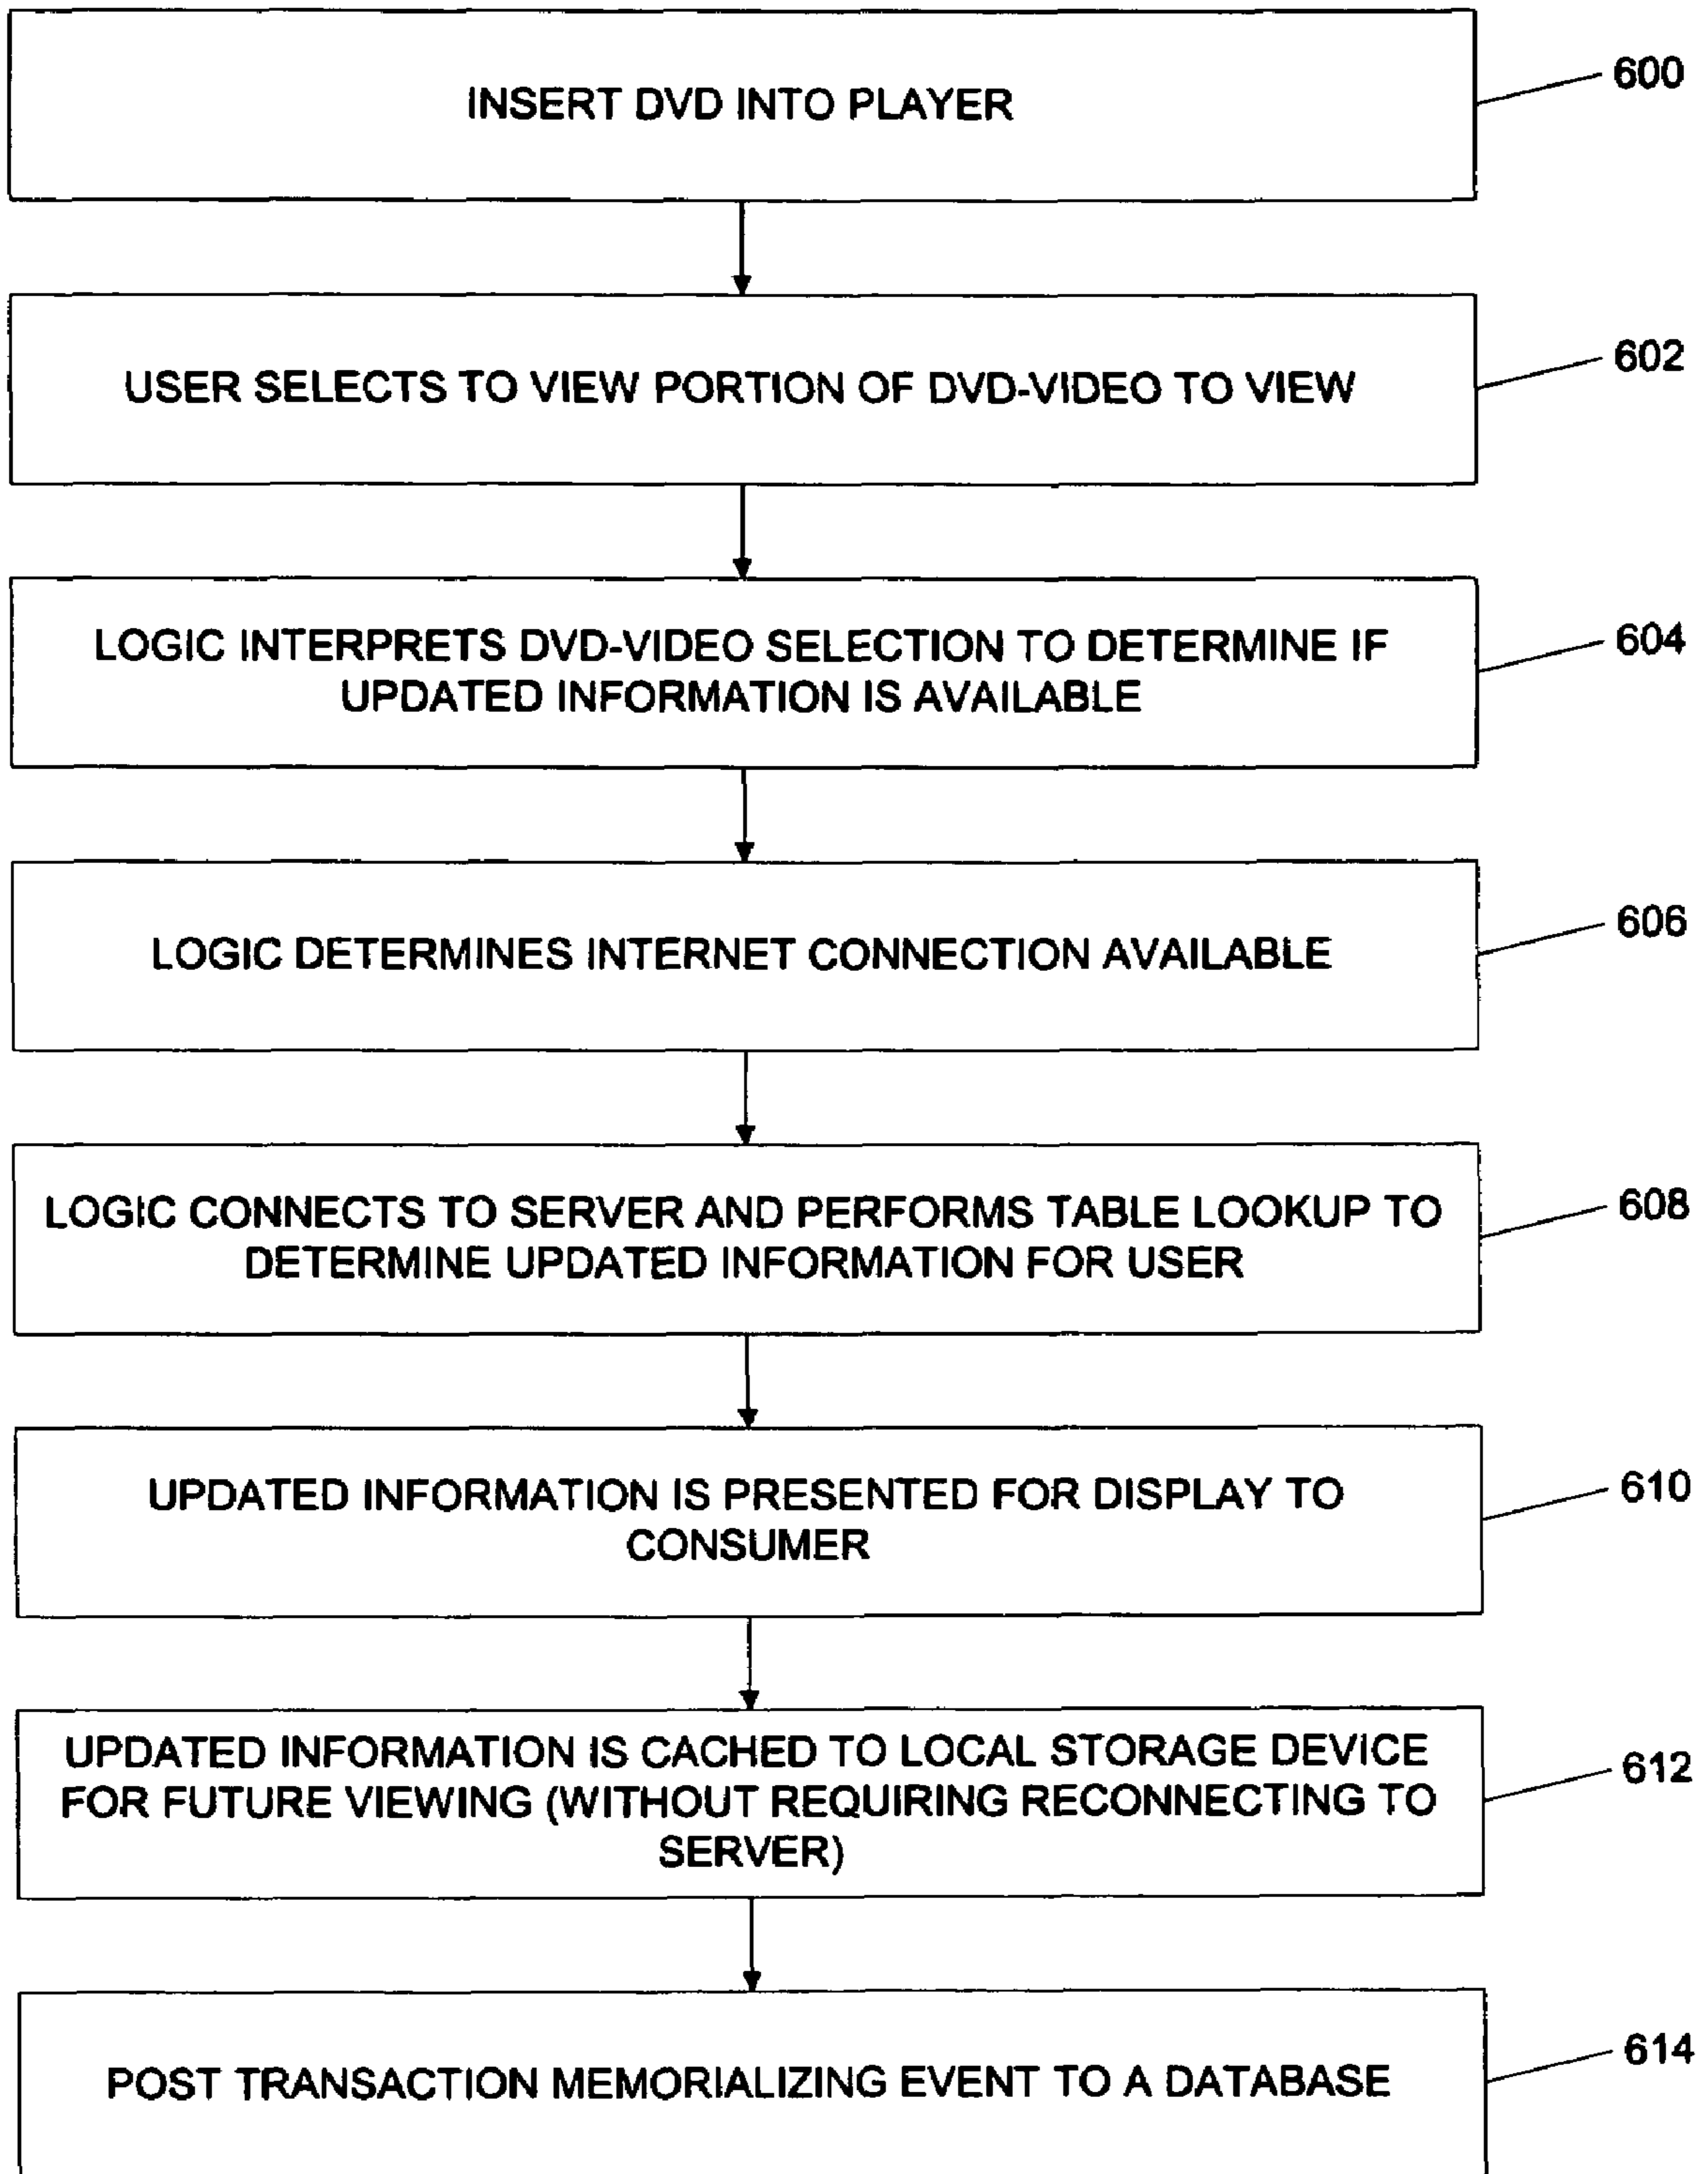 INSERT DVD INTO PLAYER
600
USER SELECTS TO VIEW PORTION OF DVD-VIDEO TO VIEW
602
LOGIC INTERPRETS DVD-VIDEO SELECTION TO DETERMINE IF
UPDATED INFORMATION IS AVAILABLE
604
LOGIC DETERMINES INTERNET CONNECTION AVAILABLE
606
LOGIC CONNECTS TO SERVER AND PERFORMS TABLE LOOKUP TO
DETERMINE UPDATED INFORMATION FOR USER
608
UPDATED INFORMATION IS PRESENTED FOR DISPLAY TO
CONSUMER
610
UPDATED INFORMATION IS CACHED TO LOCAL STORAGE DEVICE
FOR FUTURE VIEWING (WITHOUT REQUIRING RECONNECTING TO
SERVER)
612
POST TRANSACTION MEMORIALIZING EVENT TO A DATABASE
614